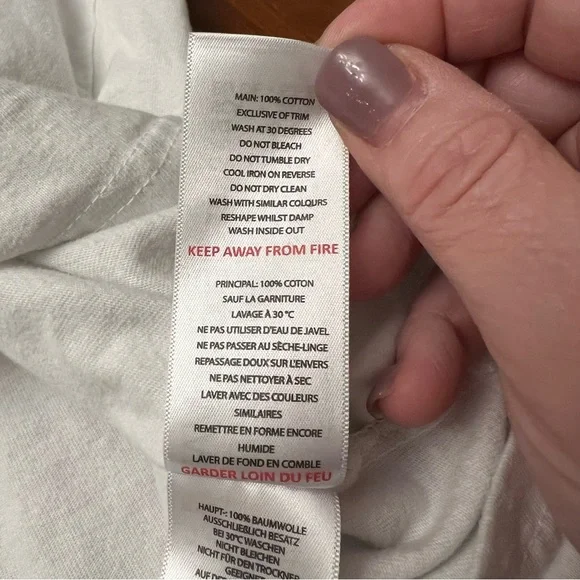 MAIN: 100% COTTON
EXCLUSIVE OF TRIM
WASH AT 30 DEGREES
DO NOT BLEACH
DO NOT TUMBLE DRY
COOL IRON ON REVERSE
DO NOT DRY CLEAN
WASH WITH SIMILAR COLOURS
RESHAPE WHILST DAMP
WASH INSIDE OUT
KEEP AWAY FROM FIRE
PRINCIPAL: 100% COTON
SAUF LA GARNITURE
LAVAGE À 30 °C
NE PAS UTILISER D'EAU DE JAVEL
NE PAS PASSER AU SÈCHE-LINGE
REPASSAGE DOUX SUR L'ENVERS
NE PAS NETTOYER À SEC
LAVER AVEC DES COULEURS
SIMILAIRES
REMETTRE EN FORME ENCORE
HUMIDE
LAVER DE FOND EN COMBLE
GARDER LOIN DU FEU
HAUPT-: 100% BAUMWOLLE
AUSSCHLIEßLICH BESATZ
BEI 30°C WASCHEN
NICHT BLEICHEN
NICHT FÜR DEN TROCKNER
GEEIGNET
AUF DER